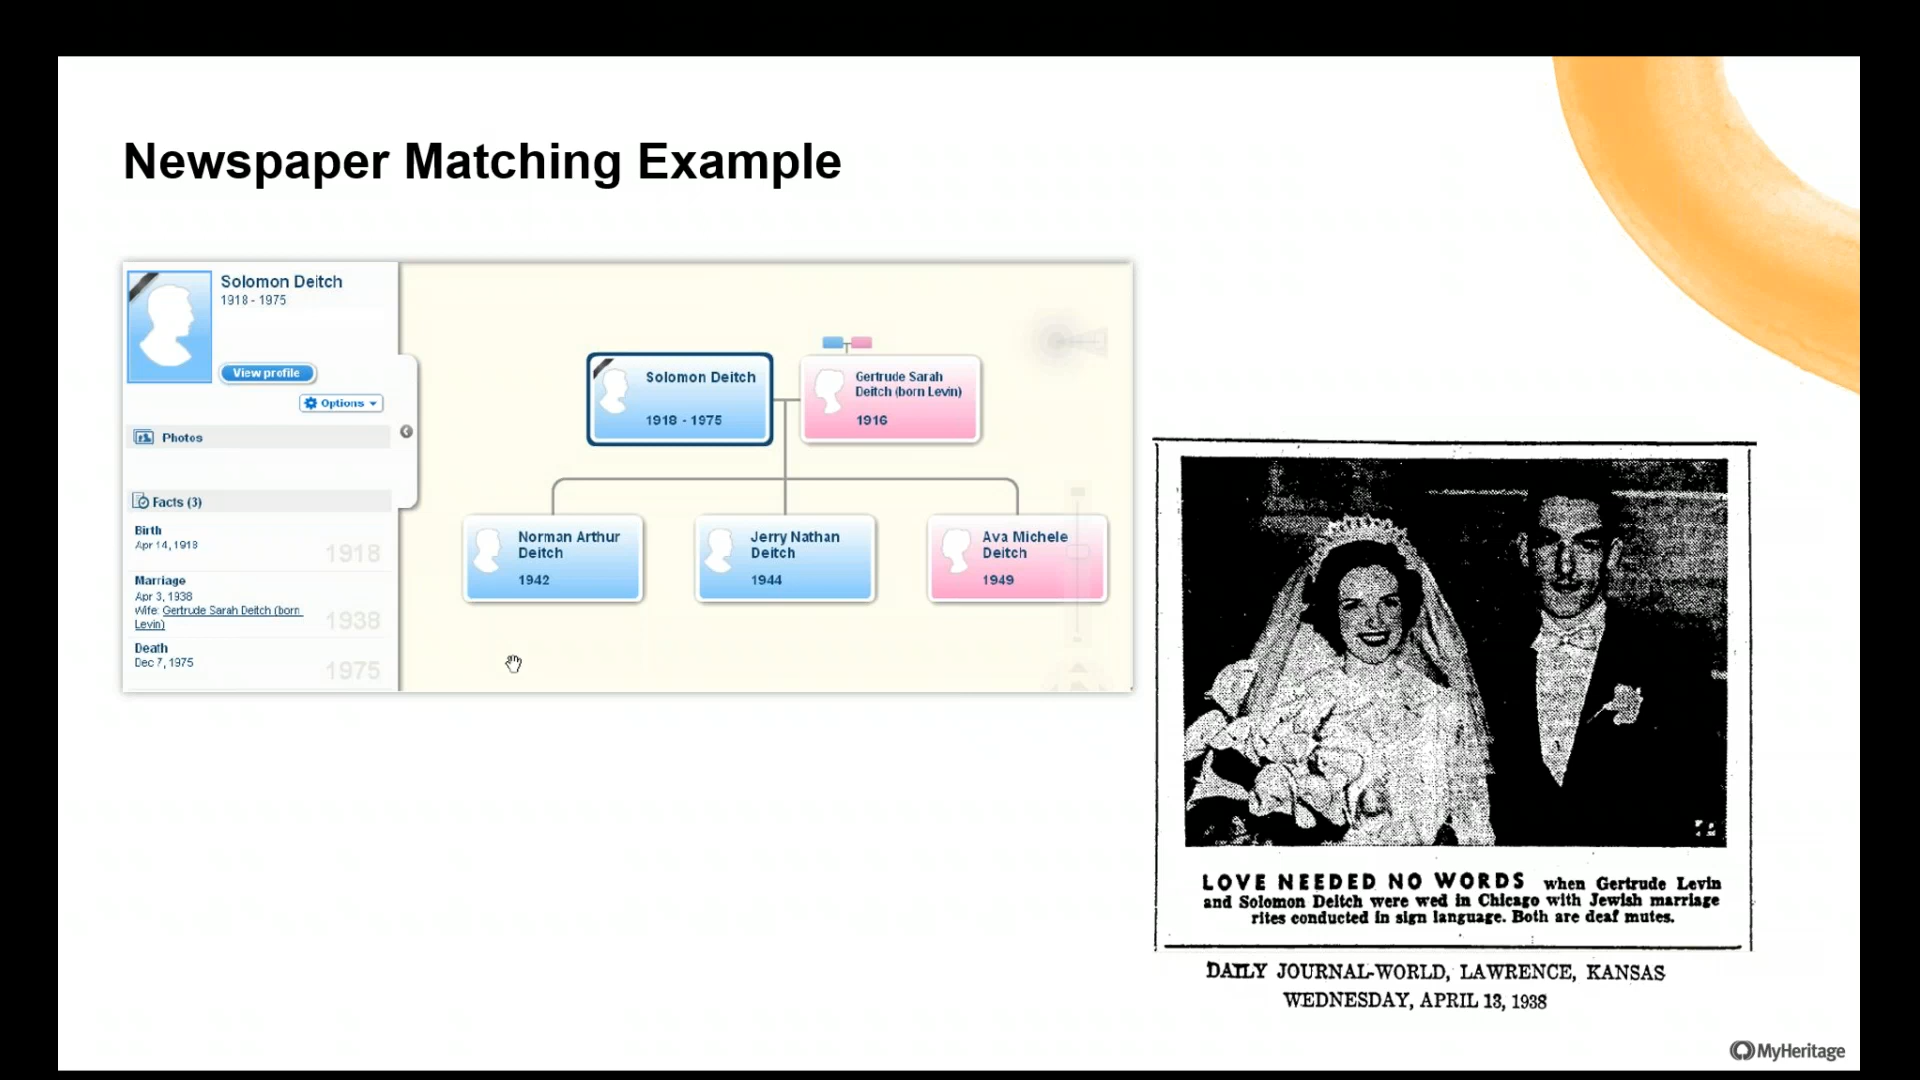 Newspaper Matching Example
Solomon Deitch
1918 - 1975
View profile
Options
Photos
Facts (3)
Birth
Apr 14, 1918
1918
Marriage
Apr 3, 1938
Wife: Gertrude Sarah Deitch (born
Levin)
1938
Death
Dec 7, 1975
1975
Solomon Deitch
1918 - 1975
Gertrude Sarah
Deitch (born Levin)
1916
Norman Arthur
Deitch
1942
Jerry Nathan
Deitch
1944
Ava Michele
Deitch
1949
LOVE NEEDED NO WORDS when Gertrude Levin
and Solomon Deitch were wed in Chicago with Jewish marriage
rites conducted in sign language. Both are deaf mutes.
DAILY JOURNAL-WORLD, LAWRENCE, KANSAS
WEDNESDAY, APRIL 13, 1938
MyHeritage